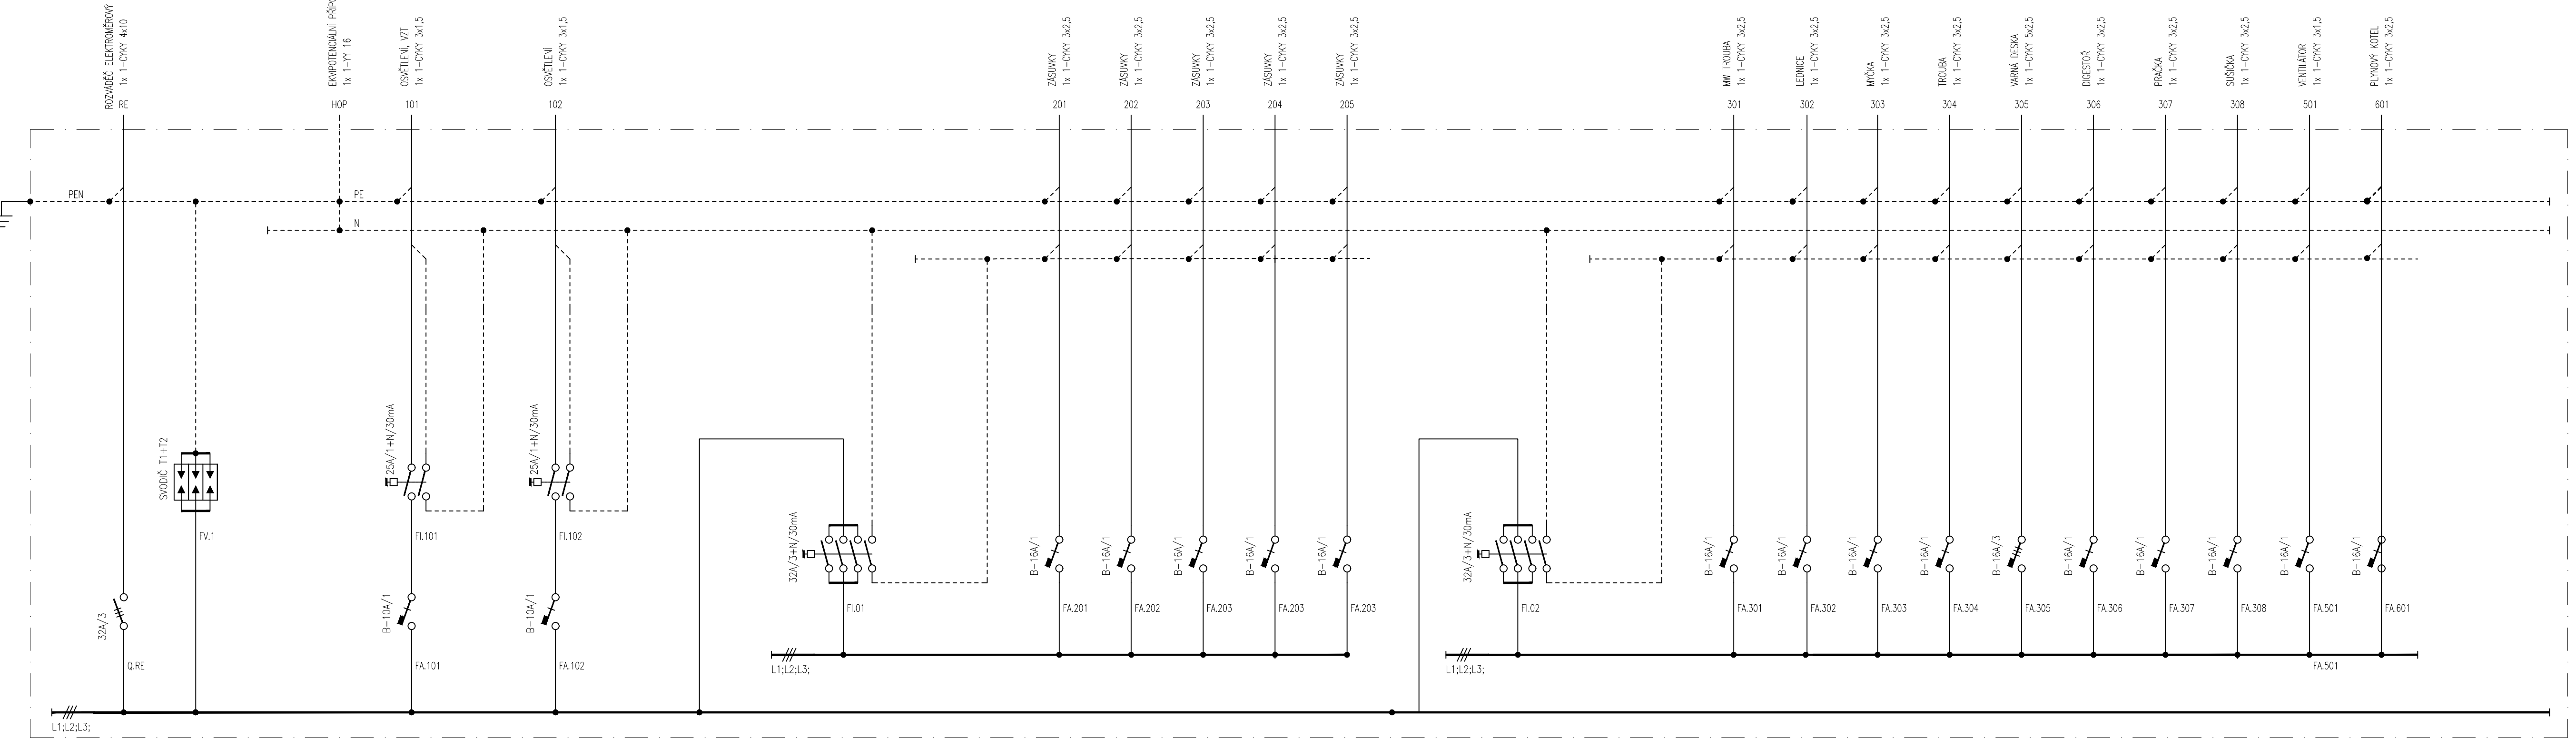 ROZVÁDĚČ ELEKTROMĚROVÝ
1x 1-CYKY 4x10
RE
EKVIPOTENCIÁLNÍ
1x 1-YY 16
HOP
OSVĚTLENÍ, VZT
1x 1-CYKY 3x1,5
101
OSVĚTLENÍ
1x 1-CYKY 3x1,5
102
ZÁSUVKY
1x 1-CYKY 3x2,5
201
ZÁSUVKY
1x 1-CYKY 3x2,5
202
ZÁSUVKY
1x 1-CYKY 3x2,5
203
ZÁSUVKY
1x 1-CYKY 3x2,5
204
ZÁSUVKY
1x 1-CYKY 3x2,5
205
MW TROUBA
1x 1-CYKY 3x2,5
301
LEDNICE
1x 1-CYKY 3x2,5
302
MYČKA
1x 1-CYKY 3x2,5
303
TROUBA
1x 1-CYKY 3x2,5
304
VARNÁ DESKA
1x 1-CYKY 5x2,5
305
DIGESTOŘ
1x 1-CYKY 3x2,5
306
PRAČKA
1x 1-CYKY 3x2,5
307
SUŠIČKA
1x 1-CYKY 3x2,5
308
VENTILÁTOR
1x 1-CYKY 3x1,5
501
PLYNOVÝ KOTEL
1x 1-CYKY 3x2,5
601
PEN
PE
N
SVODIČ T1+T2
FV.1
25A/1+N/30mA
FI.101
25A/1+N/30mA
FI.102
32A/3
Q.RE
B-10A/1
FA.101
B-10A/1
FA.102
32A/3+N/30mA
FI.01
B-16A/1
FA.201
B-16A/1
FA.202
B-16A/1
FA.203
B-16A/1
FA.203
B-16A/1
FA.203
32A/3+N/30mA
FI.02
B-16A/1
FA.301
B-16A/1
FA.302
B-16A/1
FA.303
B-16A/1
FA.304
B-16A/3
FA.305
B-16A/1
FA.306
B-16A/1
FA.307
B-16A/1
FA.308
B-16A/1
FA.501
B-16A/1
FA.601
L1;L2;L3;
L1;L2;L3;
FA.501
L1;L2;L3;